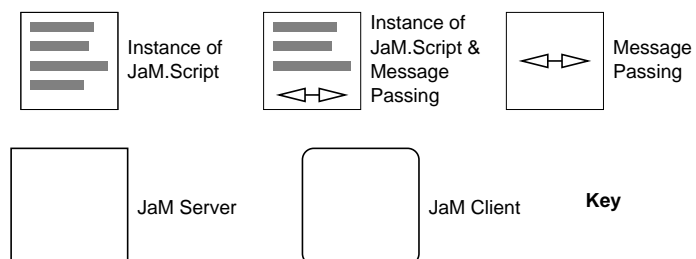 Instance of
JaM.Script
Instance of
JaM.Script &
Message
Passing
Message
Passing
JaM Server
JaM Client
Key